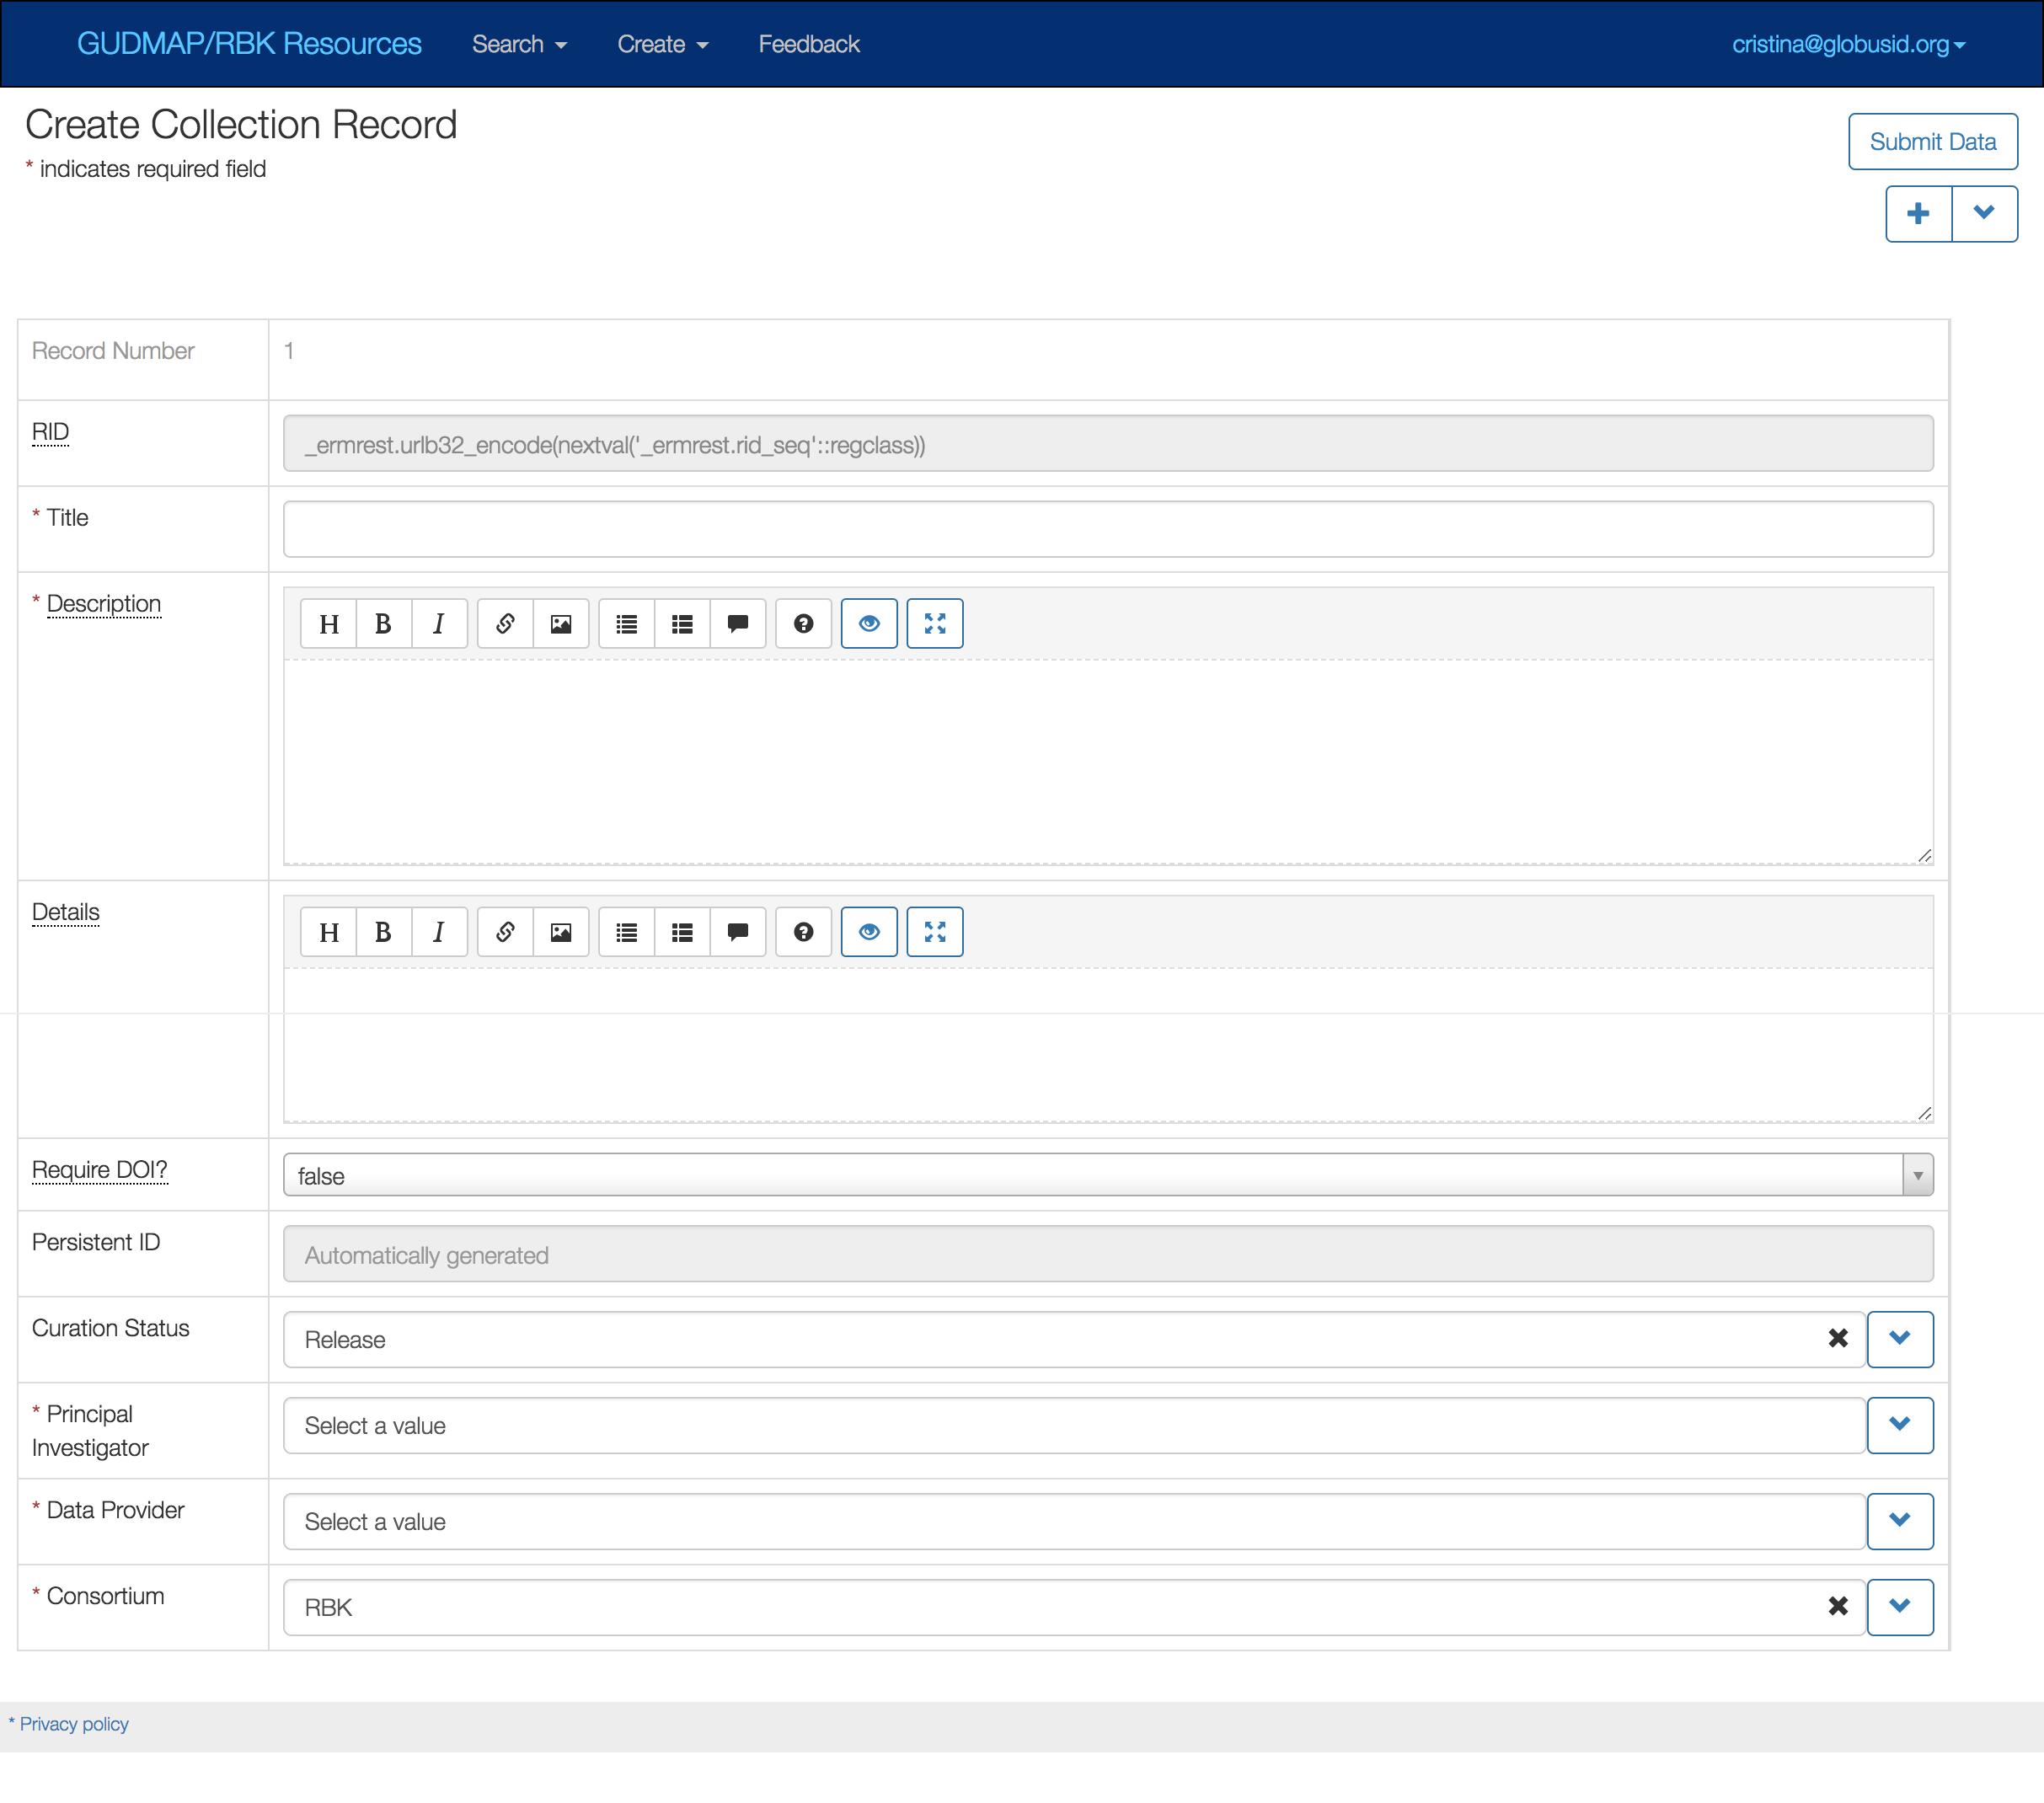 GUDMAP/RBK Resources Search Create Feedback cristina@globusid.org
Create Collection Record
* indicates required field
Submit Data
Record Number 1
RID _ermrest.urlb32_encode(nextval('_ermrest.rid_seq'::regclass))
* Title
* Description H B I
Details H B I
Require DOI? false
Persistent ID Automatically generated
Curation Status Release
* Principal
Investigator Select a value
* Data Provider Select a value
* Consortium RBK
* Privacy policy